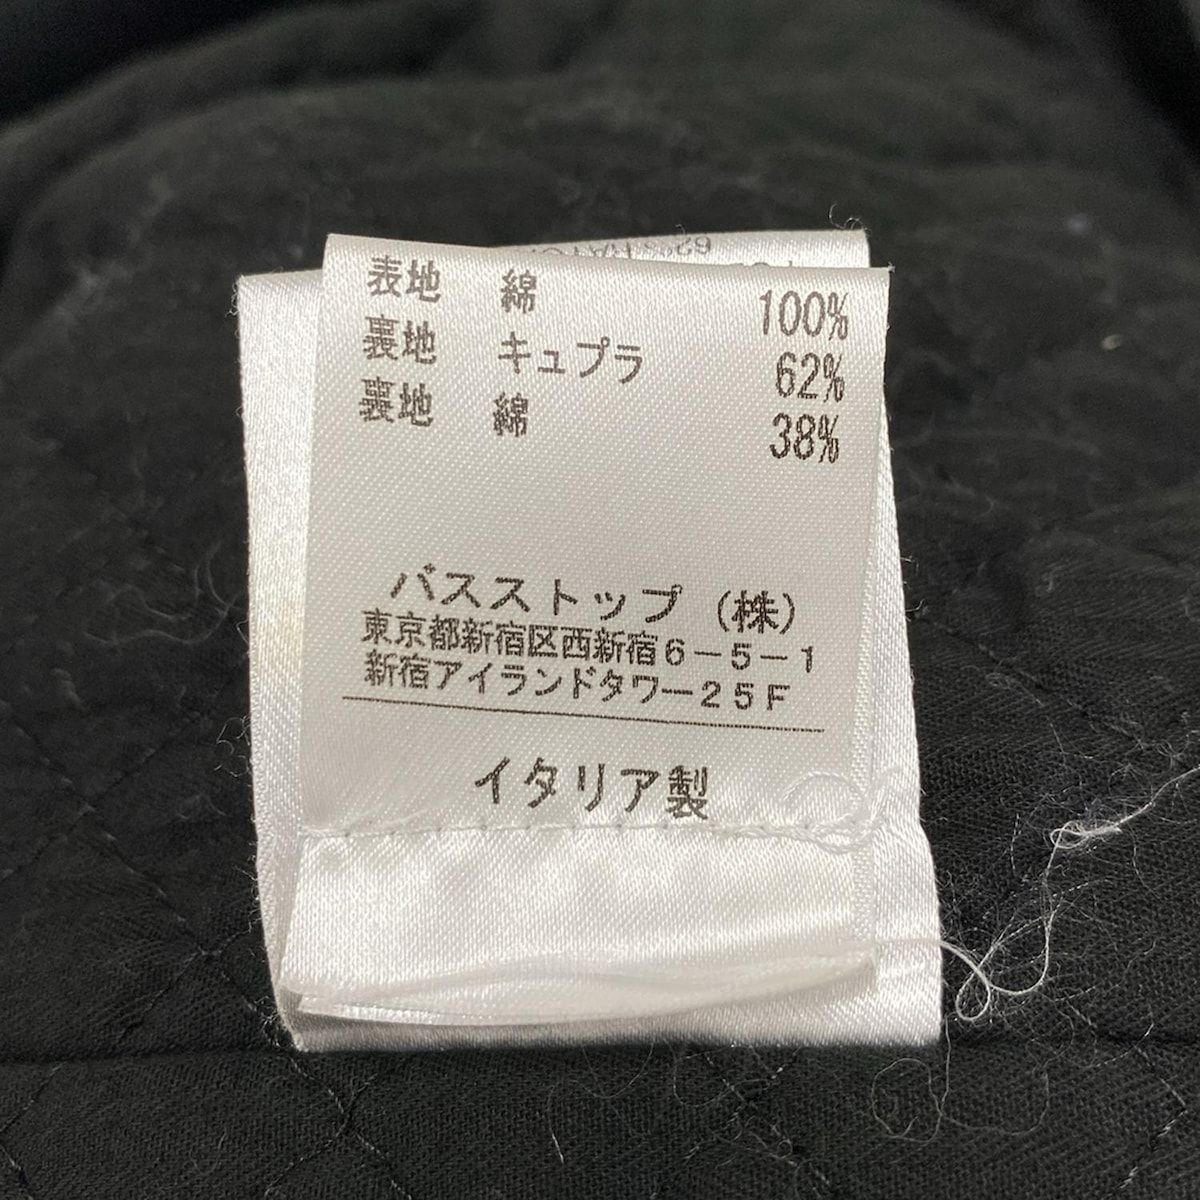 表地 綿 100%
裏地 キュプラ 62%
裏地 綿 38%
バスストップ (株)
東京都新宿区西新宿6-5-1
新宿アイランドタワー25F
イタリア製